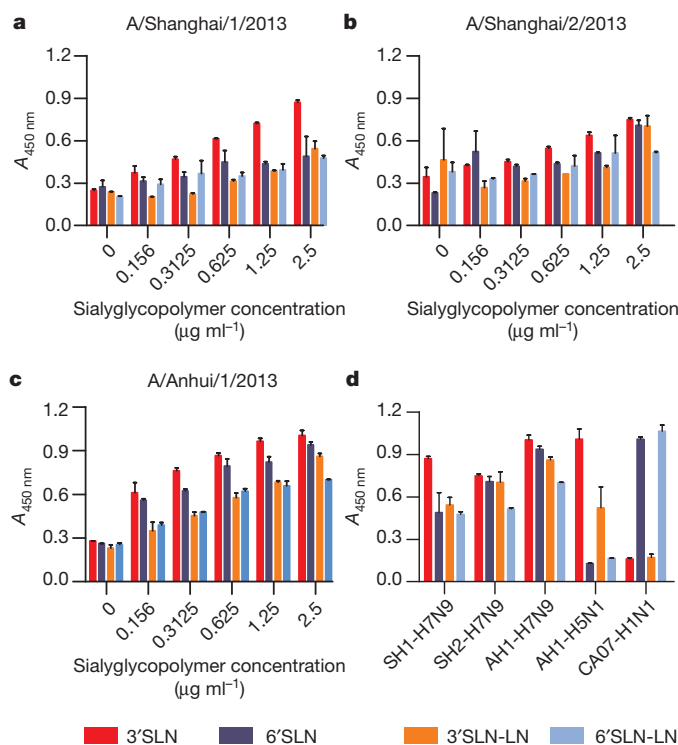 a A/Shanghai/1/2013
1.2
0.9
0.6
0.3
0.0
A450 nm
0 0.156 0.3125 0.625 1.25 2.5
Sialyglycopolymer concentration
(μg ml⁻¹)
b A/Shanghai/2/2013
1.2
0.9
0.6
0.3
0.0
A450 nm
0 0.156 0.3125 0.625 1.25 2.5
Sialyglycopolymer concentration
(μg ml⁻¹)
c A/Anhui/1/2013
1.2
0.9
0.6
0.3
0.0
A450 nm
0 0.156 0.3125 0.625 1.25 2.5
Sialyglycopolymer concentration
(μg ml⁻¹)
d
1.2
0.9
0.6
0.3
0.0
A450 nm
SH1-H7N9 SH2-H7N9 AH1-H7N9 AH1-H5N1 CA07-H1N1
3′SLN 6′SLN 3′SLN-LN 6′SLN-LN